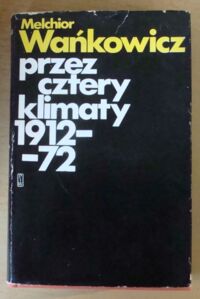 Melchior
Wańkowicz
przez
cztery
klimaty
1912–
–72